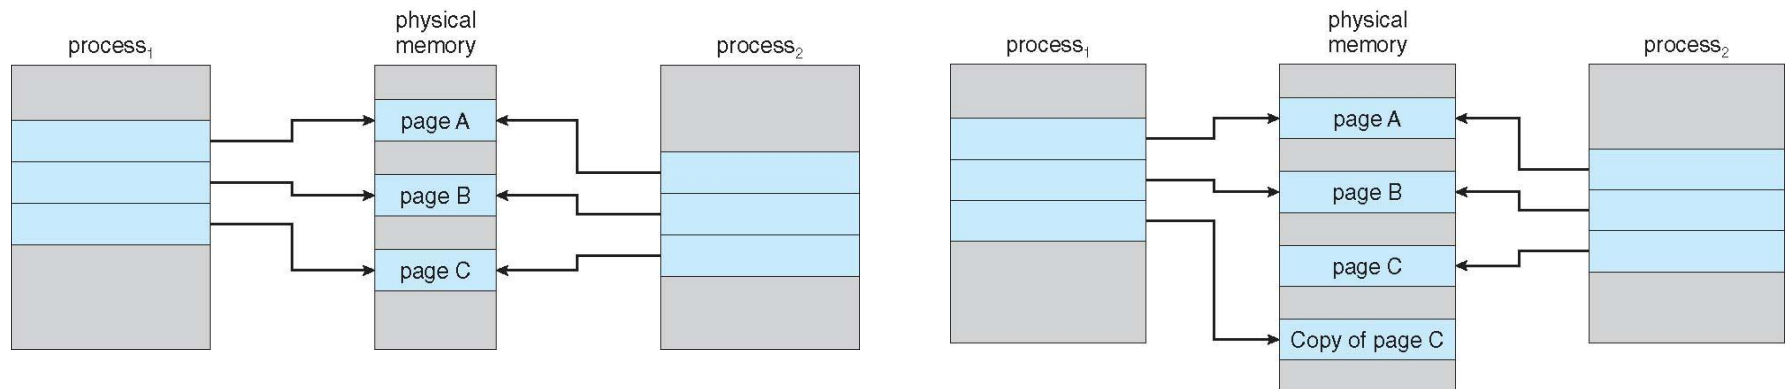 physical
memory
process₁
process₂
page A
page B
page C
physical
memory
process₁
process₂
page A
page B
page C
Copy of page C